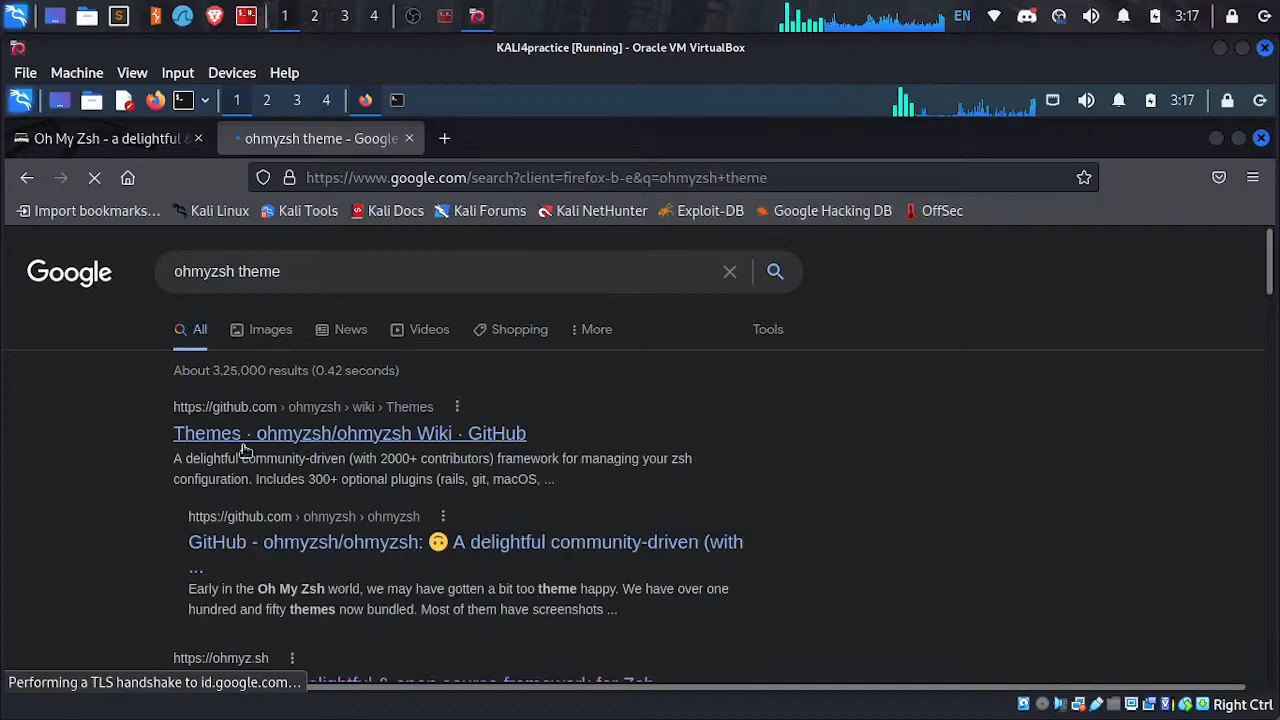 1 2 3 4 EN 3:17
KALI4practice [Running] - Oracle VM VirtualBox
File Machine View Input Devices Help
1 2 3 4 3:17
Oh My Zsh - a delightful & ohmyzsh theme - Google
https://www.google.com/search?client=firefox-b-e&q=ohmyzsh+theme
Import bookmarks... Kali Linux Kali Tools Kali Docs Kali Forums Kali NetHunter Exploit-DB Google Hacking DB OffSec
Google ohmyzsh theme
All Images News Videos Shopping More Tools
About 3,25,000 results (0.42 seconds)
https://github.com › ohmyzsh › wiki › Themes
Themes · ohmyzsh/ohmyzsh Wiki · GitHub
A delightful community-driven (with 2000+ contributors) framework for managing your zsh
configuration. Includes 300+ optional plugins (rails, git, macOS, ...
https://github.com › ohmyzsh › ohmyzsh
GitHub - ohmyzsh/ohmyzsh: 🙃 A delightful community-driven (with
...
Early in the Oh My Zsh world, we may have gotten a bit too theme happy. We have over one
hundred and fifty themes now bundled. Most of them have screenshots ...
https://ohmyz.sh
delightful & open source framework for Zsh
Performing a TLS handshake to id.google.com...
Right Ctrl